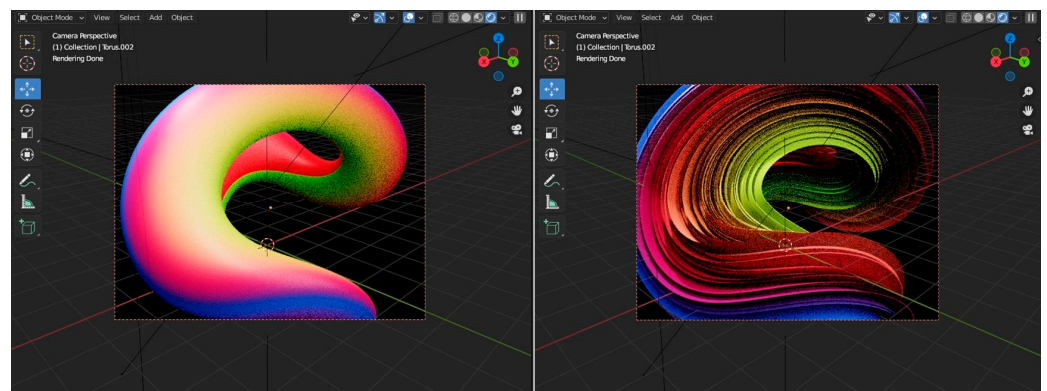 Object Mode View Select Add Object
Camera Perspective
(1) Collection | Torus.002
Rendering Done
Z
X
Y
Object Mode View Select Add Object
Camera Perspective
(1) Collection | Torus.002
Rendering Done
Z
X
Y